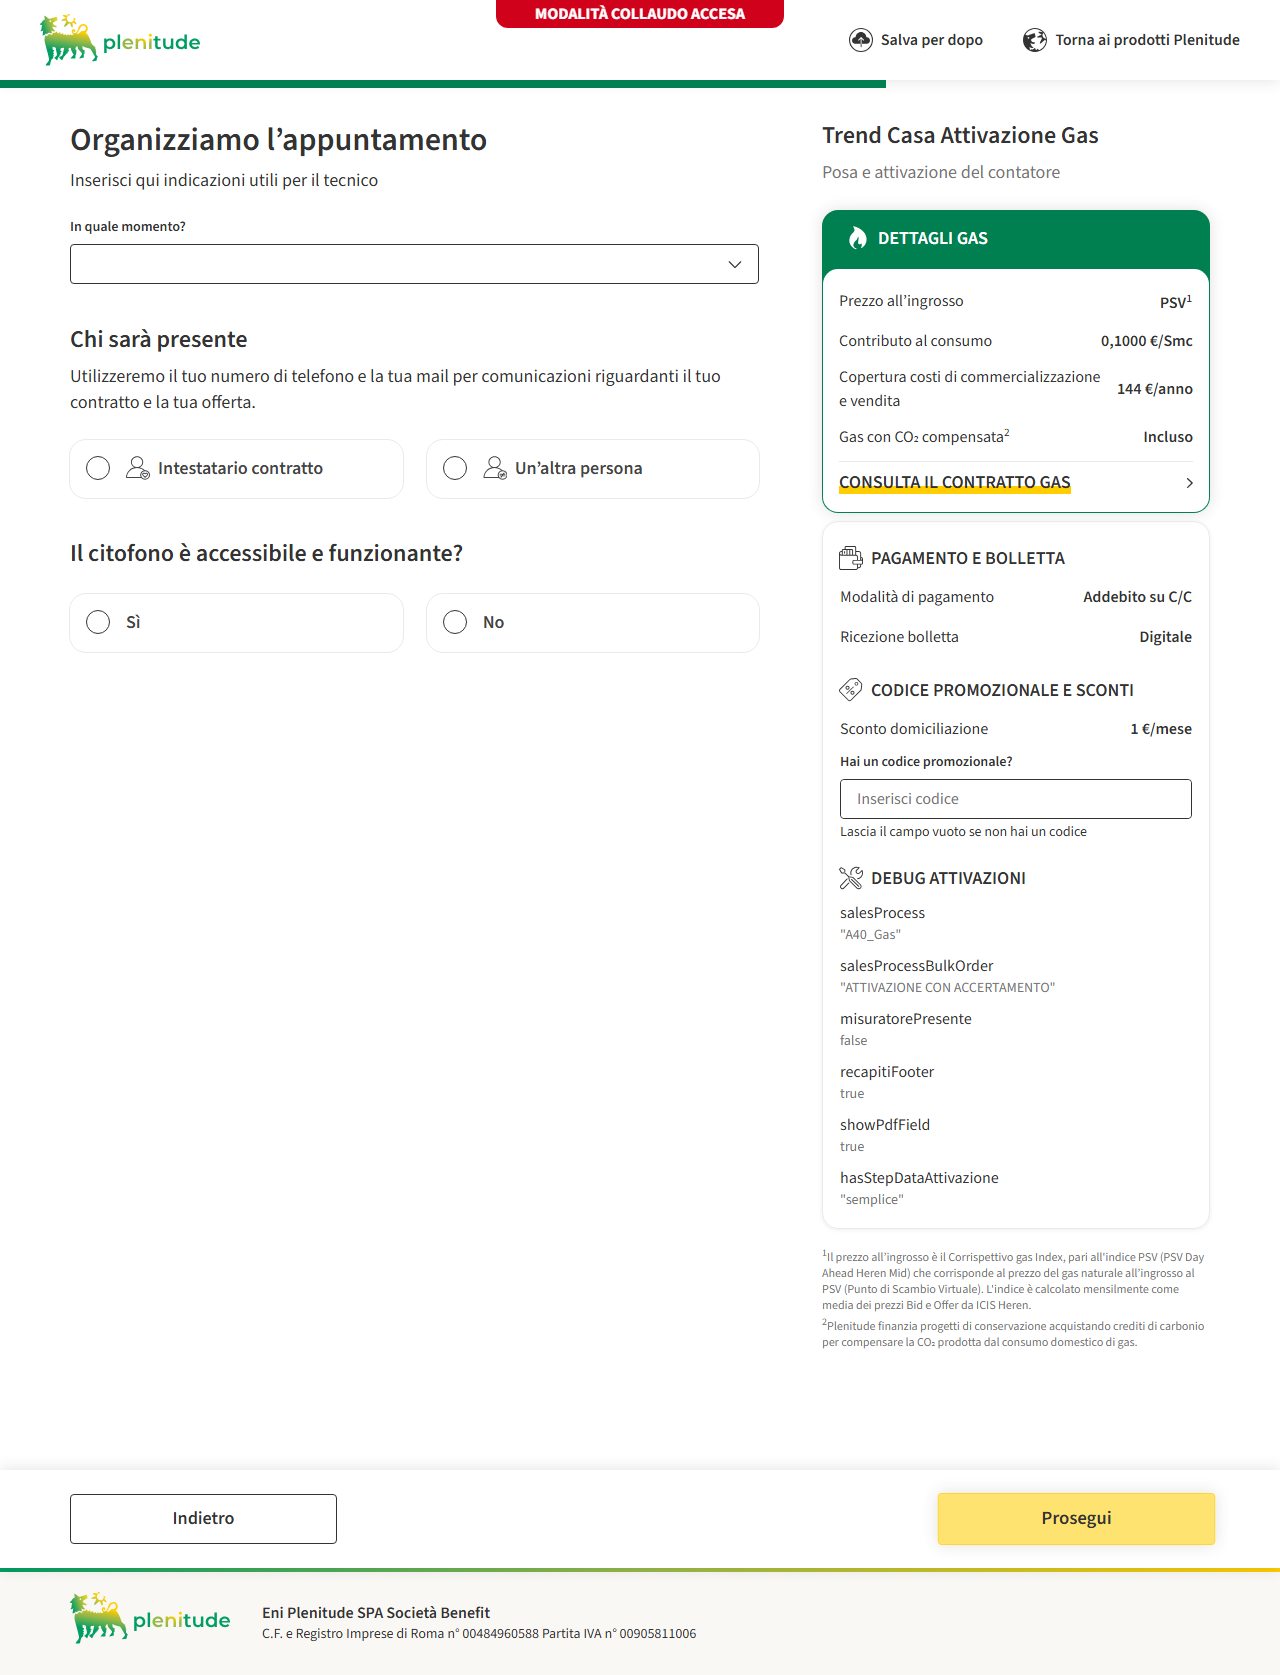 plenitude
MODALITÀ COLLAUDO ACCESA
Salva per dopo
Torna ai prodotti Plenitude
Organizziamo l’appuntamento
Inserisci qui indicazioni utili per il tecnico
In quale momento?
Chi sarà presente
Utilizzeremo il tuo numero di telefono e la tua mail per comunicazioni riguardanti il tuo
contratto e la tua offerta.
Intestatario contratto
Un’altra persona
Il citofono è accessibile e funzionante?
Sì
No
Trend Casa Attivazione Gas
Posa e attivazione del contatore
DETTAGLI GAS
Prezzo all’ingrosso PSV¹
Contributo al consumo 0,1000 €/Smc
Copertura costi di commercializzazione
e vendita 144 €/anno
Gas con CO₂ compensata² Incluso
CONSULTA IL CONTRATTO GAS
PAGAMENTO E BOLLETTA
Modalità di pagamento Addebito su C/C
Ricezione bolletta Digitale
CODICE PROMOZIONALE E SCONTI
Sconto domiciliazione 1 €/mese
Hai un codice promozionale?
Inserisci codice
Lascia il campo vuoto se non hai un codice
DEBUG ATTIVAZIONI
salesProcess
"A40_Gas"
salesProcessBulkOrder
"ATTIVAZIONE CON ACCERTAMENTO"
misuratorePresente
false
recapitiFooter
true
showPdfField
true
hasStepDataAttivazione
"semplice"
¹Il prezzo all’ingrosso è il Corrispettivo gas Index, pari all'indice PSV (PSV Day
Ahead Heren Mid) che corrisponde al prezzo del gas naturale all’ingrosso al
PSV (Punto di Scambio Virtuale). L'indice è calcolato mensilmente come
media dei prezzi Bid e Offer da ICIS Heren.
²Plenitude finanzia progetti di conservazione acquistando crediti di carbonio
per compensare la CO₂ prodotta dal consumo domestico di gas.
Indietro
Prosegui
plenitude
Eni Plenitude SPA Società Benefit
C.F. e Registro Imprese di Roma n° 00484960588 Partita IVA n° 00905811006